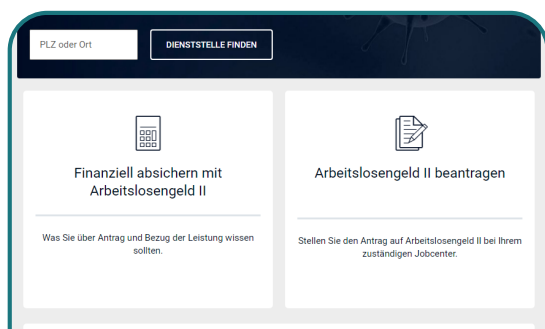 PLZ oder Ort
DIENSTSTELLE FINDEN
Finanziell absichern mit
Arbeitslosengeld II
Was Sie über Antrag und Bezug der Leistung wissen
sollten.
Arbeitslosengeld II beantragen
Stellen Sie den Antrag auf Arbeitslosengeld II bei Ihrem
zuständigen Jobcenter.